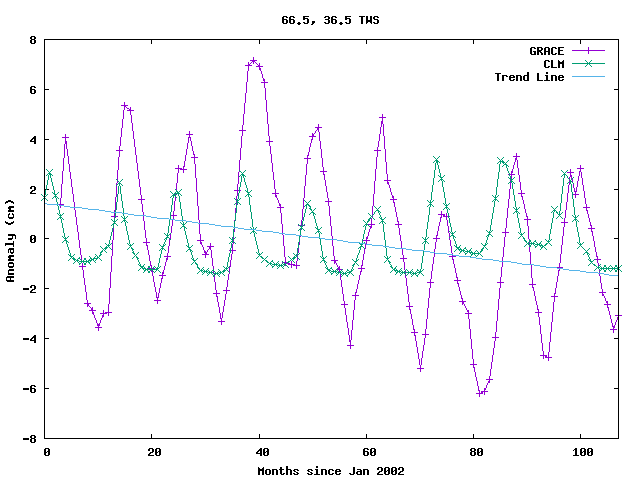 66.5, 36.5 TWS
GRACE
CLM
Trend Line
8
6
4
2
0
-2
-4
-6
-8
Anomaly (cm)
0 20 40 60 80 100
Months since Jan 2002